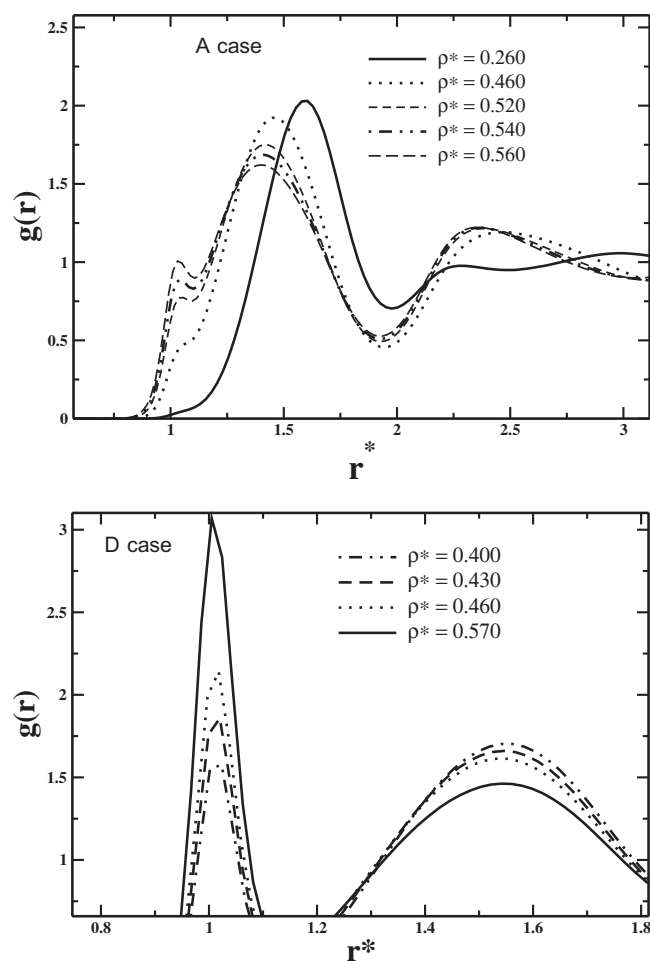 A case
ρ* = 0.260
ρ* = 0.460
ρ* = 0.520
ρ* = 0.540
ρ* = 0.560
g(r)
2.5
2
1.5
1
0.5
0
1 1.5 2 2.5 3
r*
D case
ρ* = 0.400
ρ* = 0.430
ρ* = 0.460
ρ* = 0.570
g(r)
3
2.5
2
1.5
1
0.8 1 1.2 1.4 1.6 1.8
r*